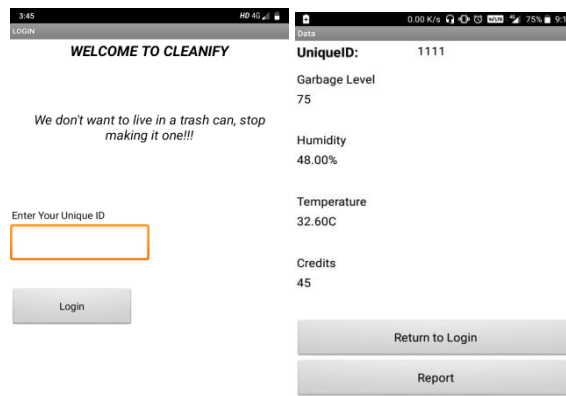 3:45 HD 4G
LOGIN
WELCOME TO CLEANIFY
We don't want to live in a trash can, stop
making it one!!!
Enter Your Unique ID
Login
0.00 K/s 75% 9:1
Data
UniqueID: 1111
Garbage Level
75
Humidity
48.00%
Temperature
32.60C
Credits
45
Return to Login
Report